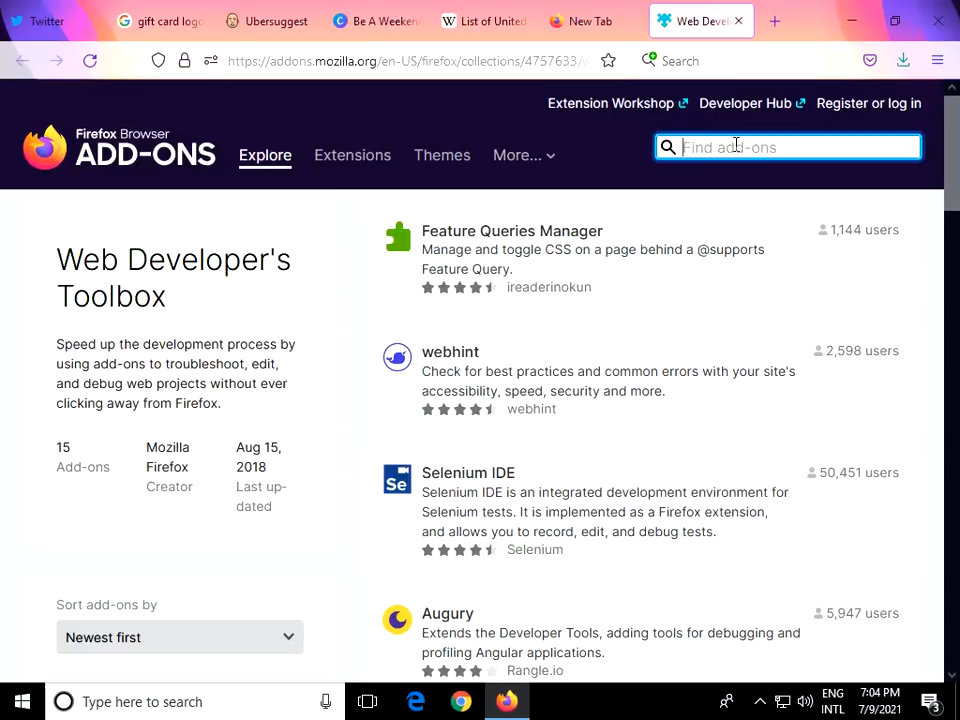 Twitter
gift card logo
Ubersuggest
Be A Weeken
List of United
New Tab
Web Devel
https://addons.mozilla.org/en-US/firefox/collections/4757633/
Search
Extension Workshop
Developer Hub
Register or log in
Firefox Browser
ADD-ONS
Explore
Extensions
Themes
More...
Find add-ons
Web Developer's
Toolbox
Speed up the development process by
using add-ons to troubleshoot, edit,
and debug web projects without ever
clicking away from Firefox.
15
Add-ons
Mozilla
Firefox
Creator
Aug 15,
2018
Last up-
dated
Sort add-ons by
Newest first
Feature Queries Manager
1,144 users
Manage and toggle CSS on a page behind a @supports
Feature Query.
ireaderinokun
webhint
2,598 users
Check for best practices and common errors with your site's
accessibility, speed, security and more.
webhint
Se
Selenium IDE
50,451 users
Selenium IDE is an integrated development environment for
Selenium tests. It is implemented as a Firefox extension,
and allows you to record, edit, and debug tests.
Selenium
Augury
5,947 users
Extends the Developer Tools, adding tools for debugging and
profiling Angular applications.
Rangle.io
Type here to search
ENG
INTL
7:04 PM
7/9/2021
3